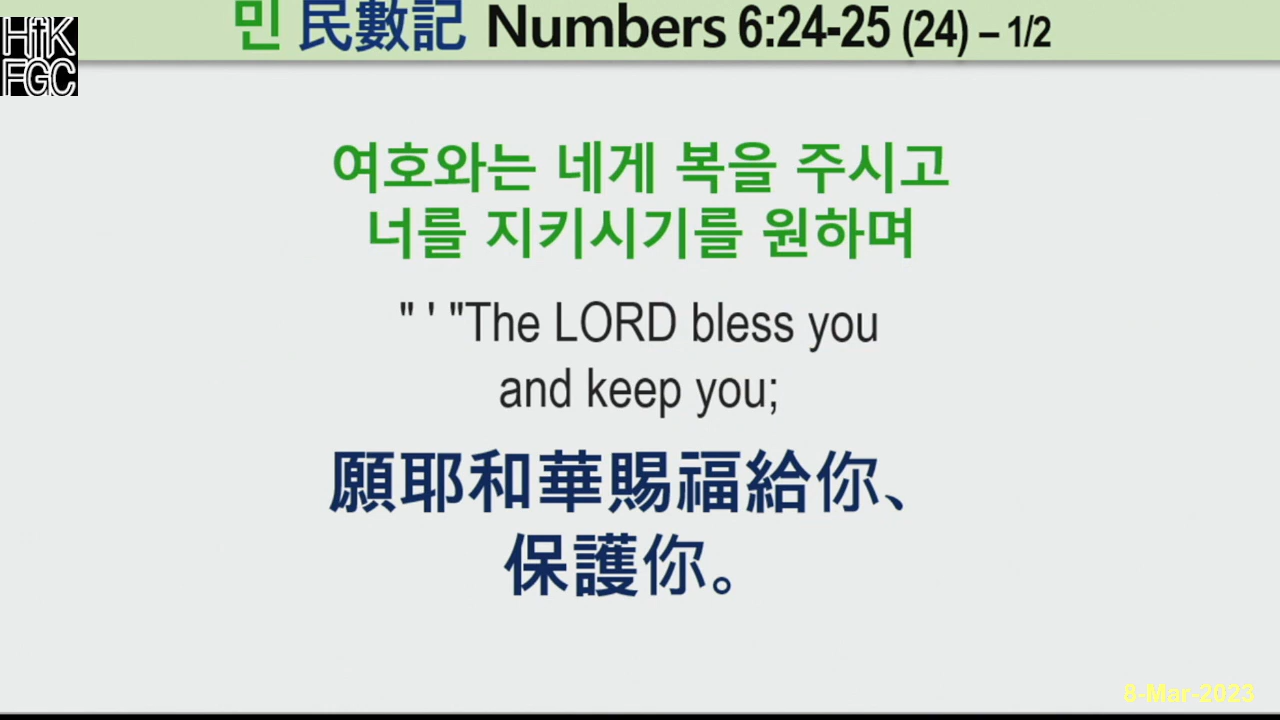 민 民數記 Numbers 6:24-25 (24) – 1/2
HfK
FGC
여호와는 네게 복을 주시고
너를 지키시기를 원하며
" ' "The LORD bless you
and keep you;
願耶和華賜福給你、
保護你。
8-Mar-2023